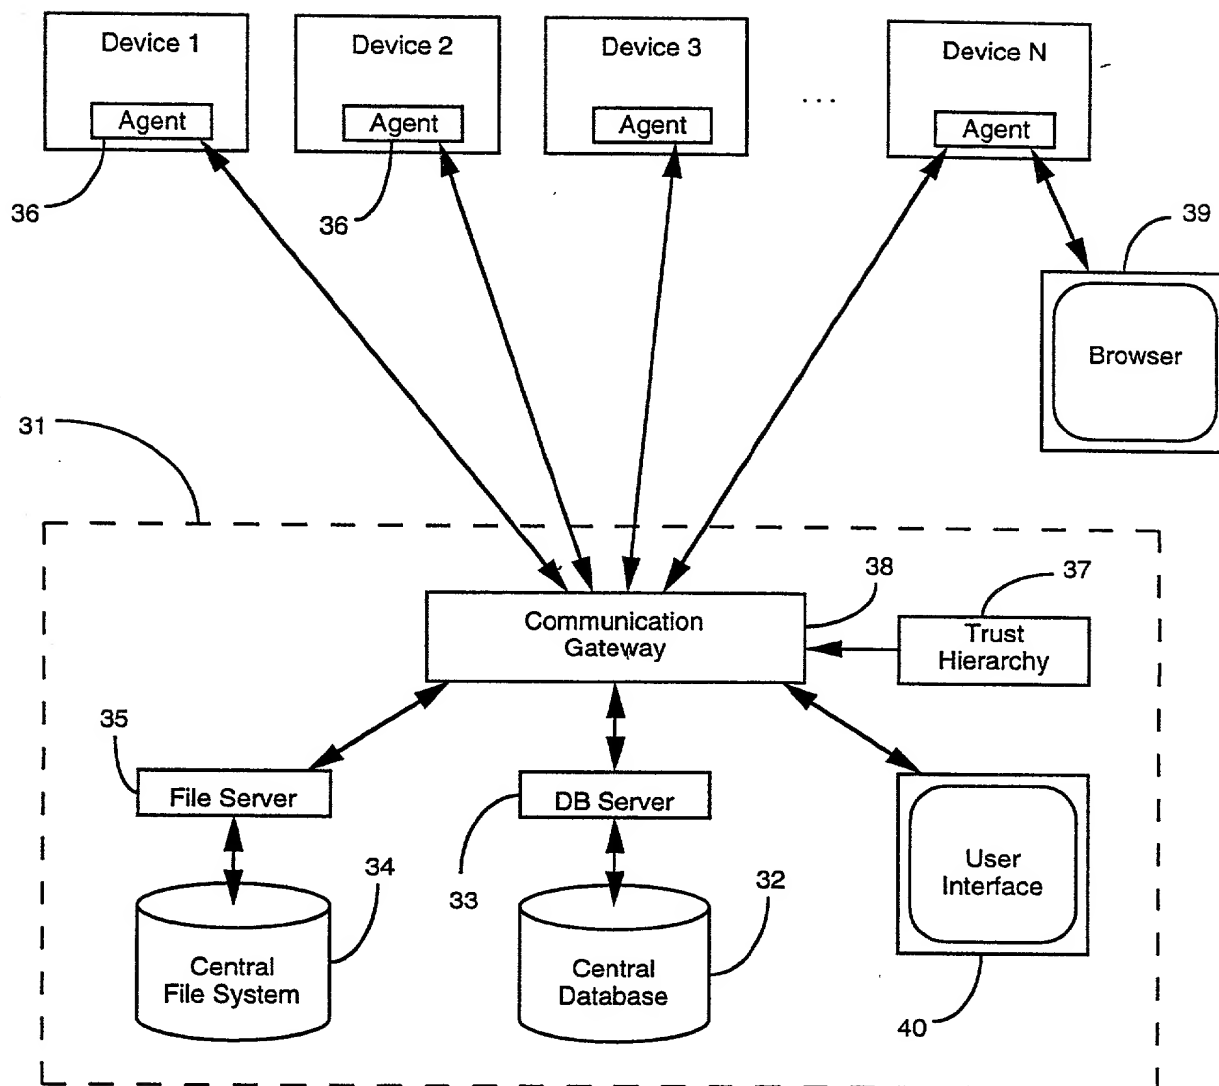 Device 1
Device 2
Device 3
Device N
Agent
Agent
Agent
Agent
...
36
36
39
Browser
31
38
37
Communication
Gateway
Trust
Hierarchy
35
File Server
DB Server
33
User
Interface
34
32
Central
File System
Central
Database
40